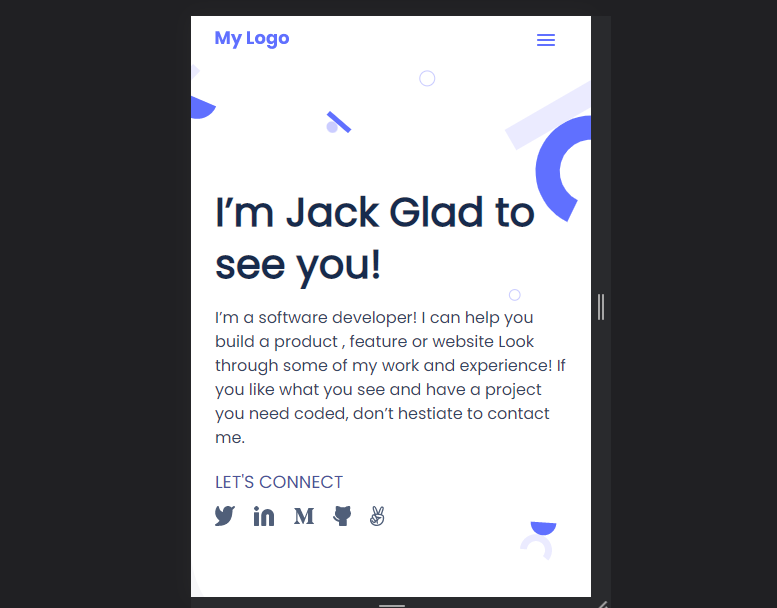 My Logo
I’m Jack Glad to
see you!
I’m a software developer! I can help you
build a product , feature or website Look
through some of my work and experience! If
you like what you see and have a project
you need coded, don’t hestiate to contact
me.
LET'S CONNECT